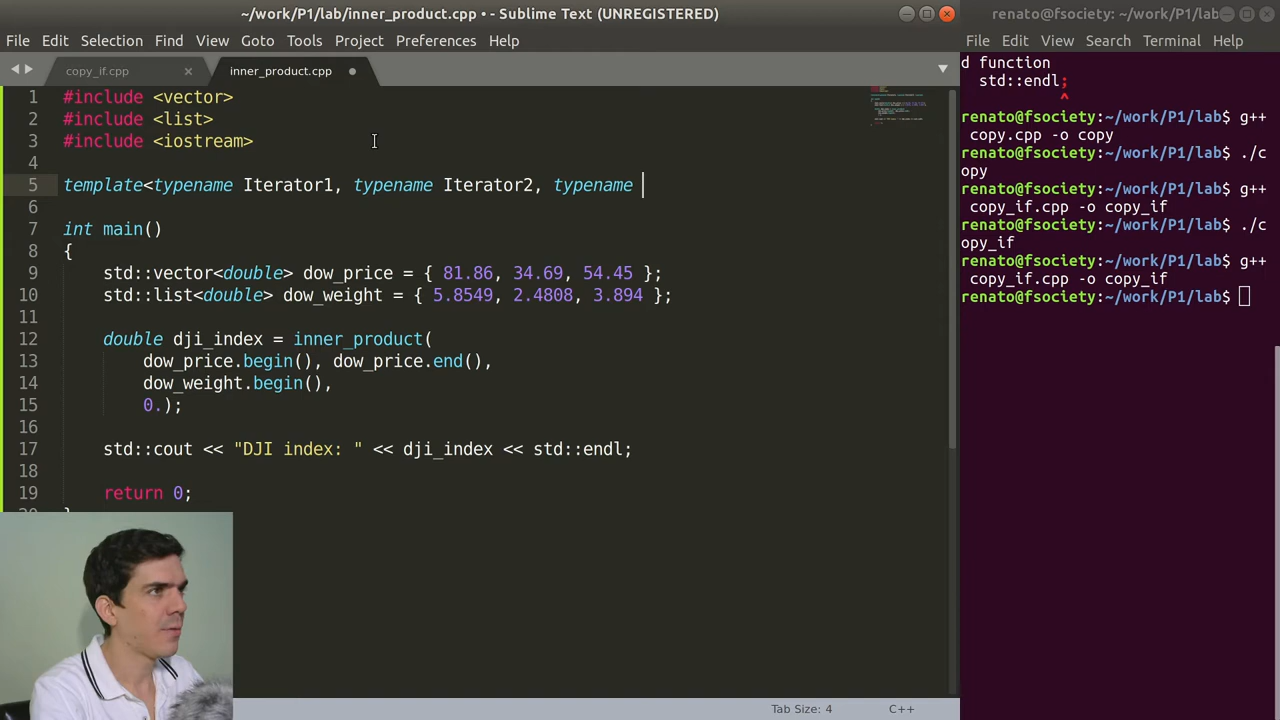 ~/work/P1/lab/inner_product.cpp • - Sublime Text (UNREGISTERED)
File Edit Selection Find View Goto Tools Project Preferences Help
copy_if.cpp × inner_product.cpp
1 #include <vector>
2 #include <list>
3 #include <iostream>
4
5 template<typename Iterator1, typename Iterator2, typename
6
7 int main()
8 {
9 std::vector<double> dow_price = { 81.86, 34.69, 54.45 };
10 std::list<double> dow_weight = { 5.8549, 2.4808, 3.894 };
11
12 double dji_index = inner_product(
13 dow_price.begin(), dow_price.end(),
14 dow_weight.begin(),
15 0.);
16
17 std::cout << "DJI index: " << dji_index << std::endl;
18
19 return 0;
Tab Size: 4 C++
renato@fsociety: ~/work/P1/lab
File Edit View Search Terminal Help
d function
std::endl;
^
renato@fsociety:~/work/P1/lab$ g++
copy.cpp -o copy
renato@fsociety:~/work/P1/lab$ ./c
opy
renato@fsociety:~/work/P1/lab$ g++
copy_if.cpp -o copy_if
renato@fsociety:~/work/P1/lab$ ./c
opy_if
renato@fsociety:~/work/P1/lab$ g++
copy_if.cpp -o copy_if
renato@fsociety:~/work/P1/lab$